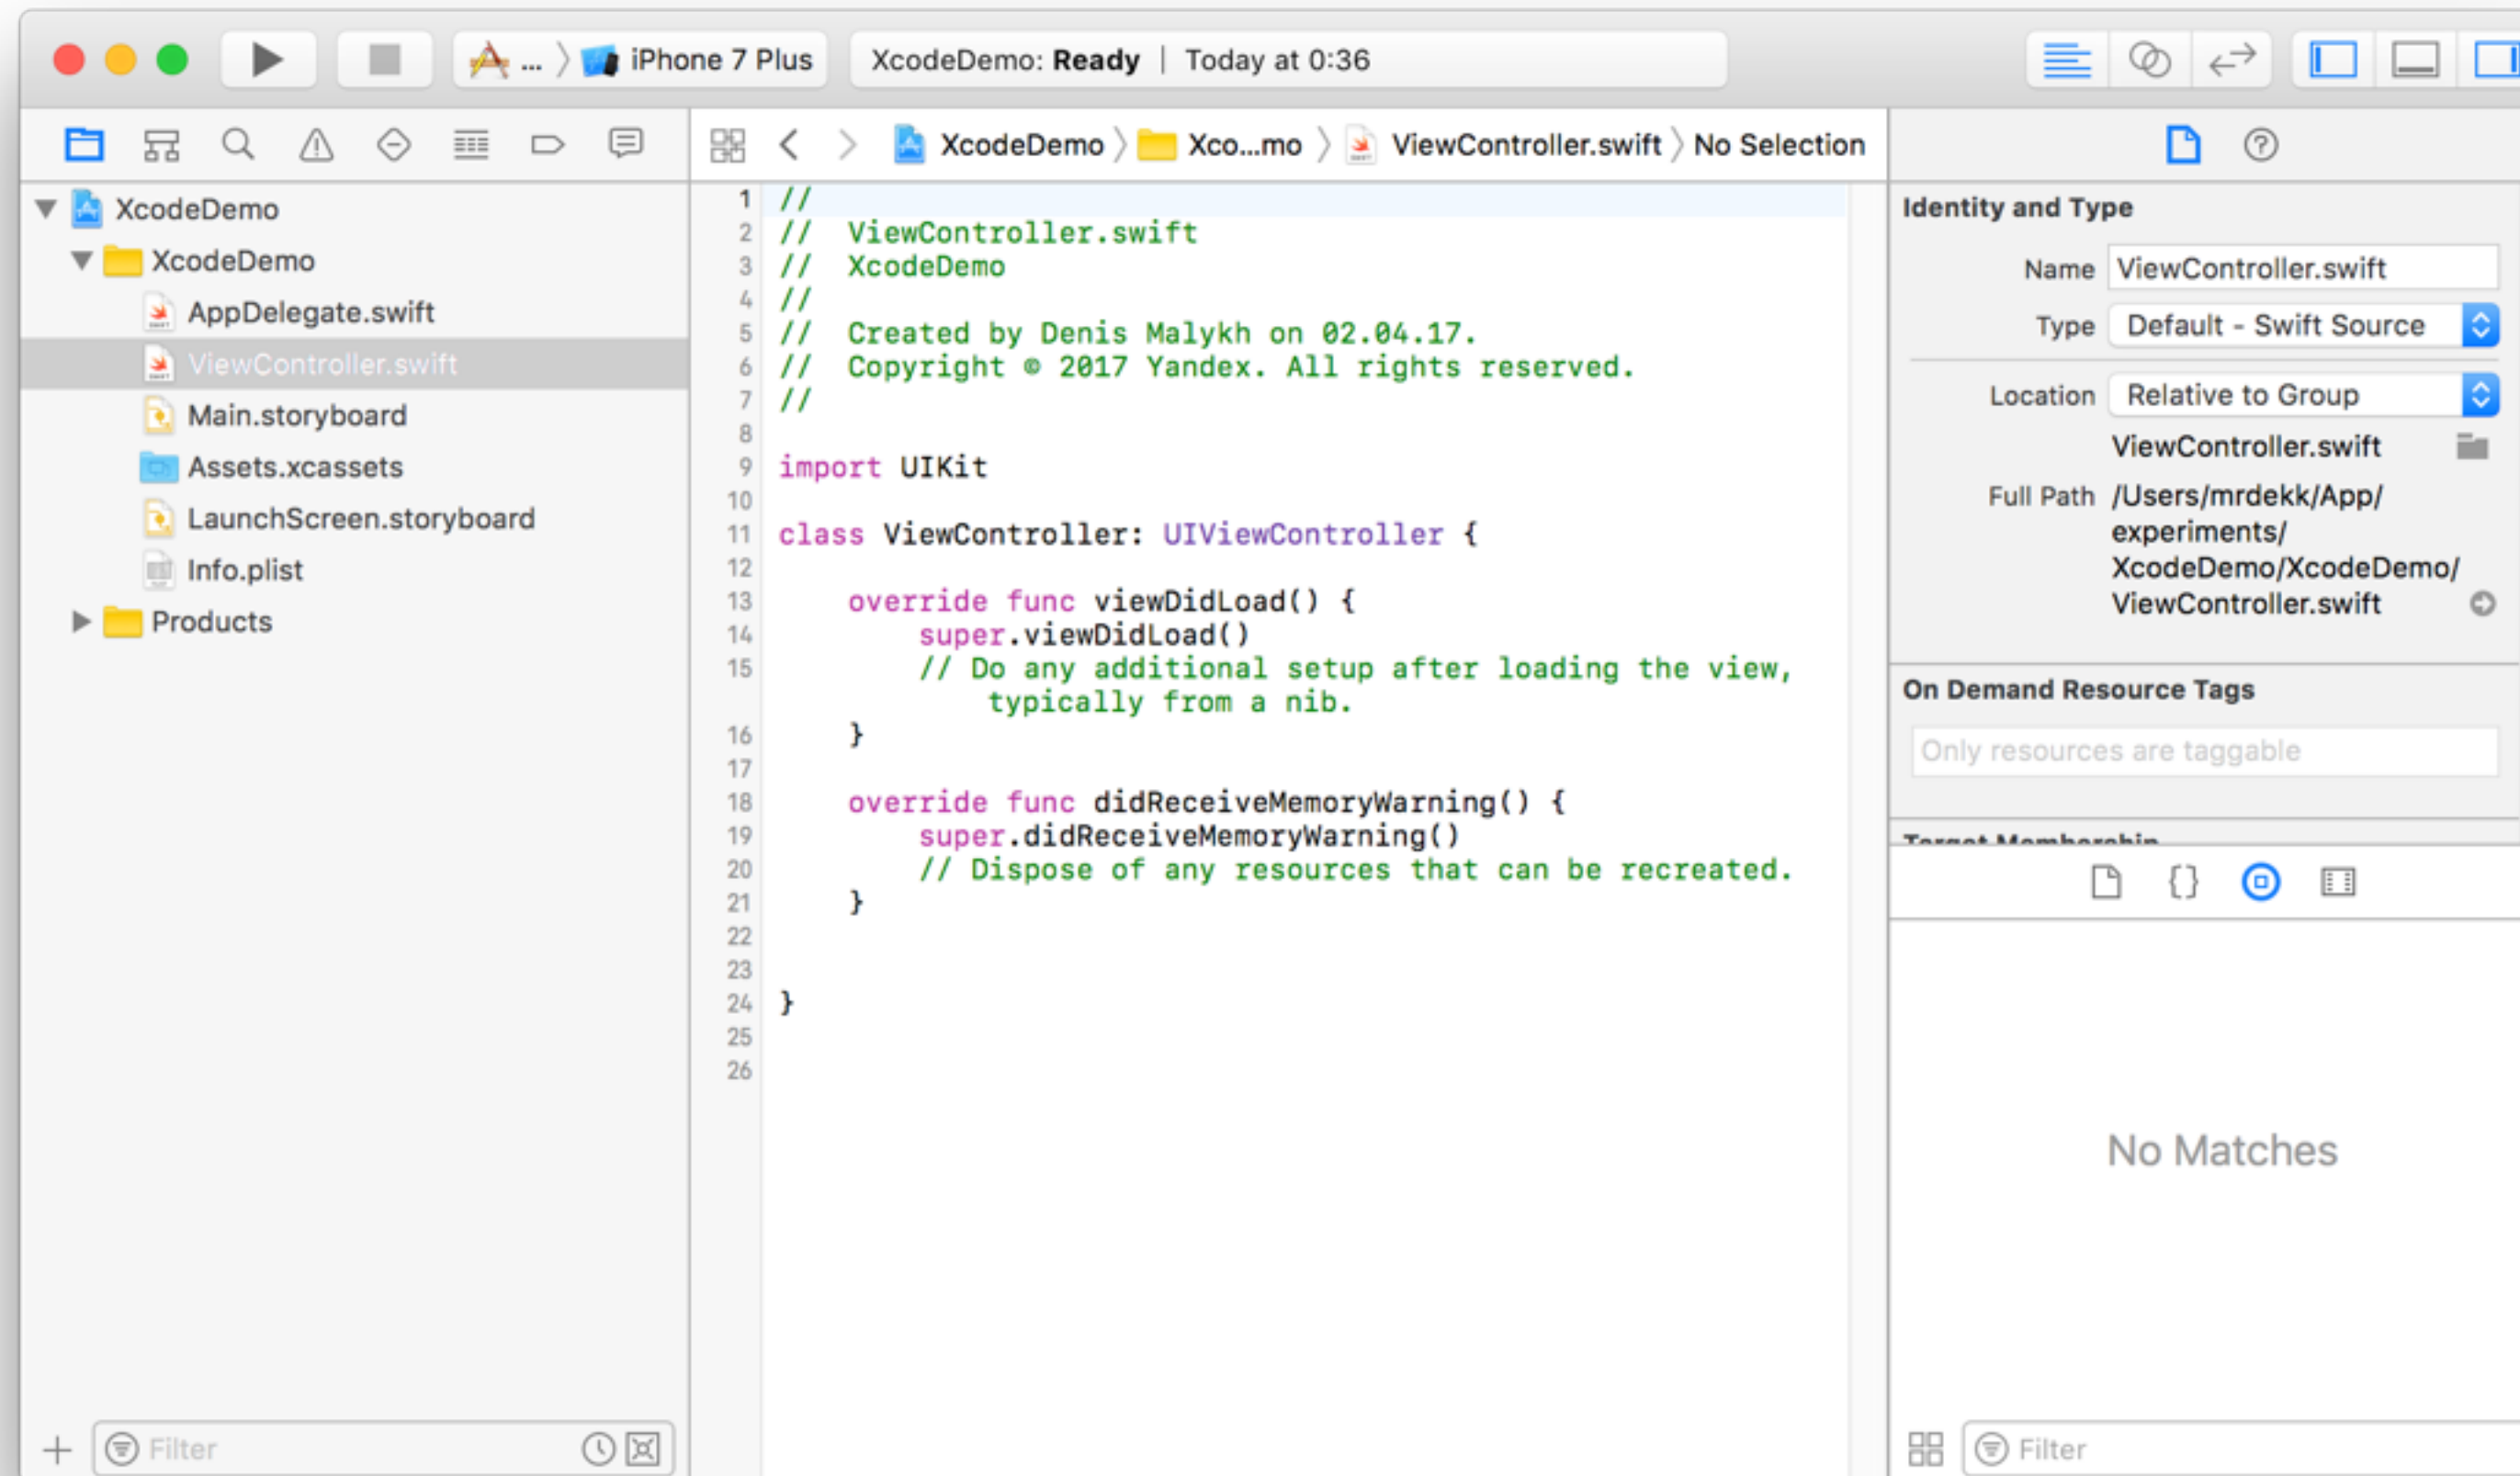 ... iPhone 7 Plus
XcodeDemo: Ready | Today at 0:36
XcodeDemo
XcodeDemo
AppDelegate.swift
ViewController.swift
Main.storyboard
Assets.xcassets
LaunchScreen.storyboard
Info.plist
Products
Filter
XcodeDemo Xco...mo ViewController.swift No Selection
1 //
2 //  ViewController.swift
3 //  XcodeDemo
4 //
5 //  Created by Denis Malykh on 02.04.17.
6 //  Copyright © 2017 Yandex. All rights reserved.
7 //
8
9 import UIKit
10
11 class ViewController: UIViewController {
12
13     override func viewDidLoad() {
14         super.viewDidLoad()
15         // Do any additional setup after loading the view,
typically from a nib.
16     }
17
18     override func didReceiveMemoryWarning() {
19         super.didReceiveMemoryWarning()
20         // Dispose of any resources that can be recreated.
21     }
22
23
24 }
25
26
Identity and Type
Name ViewController.swift
Type Default - Swift Source
Location Relative to Group
ViewController.swift
Full Path /Users/mrdekk/App/
experiments/
XcodeDemo/XcodeDemo/
ViewController.swift
On Demand Resource Tags
Only resources are taggable
Target Membership
No Matches
Filter